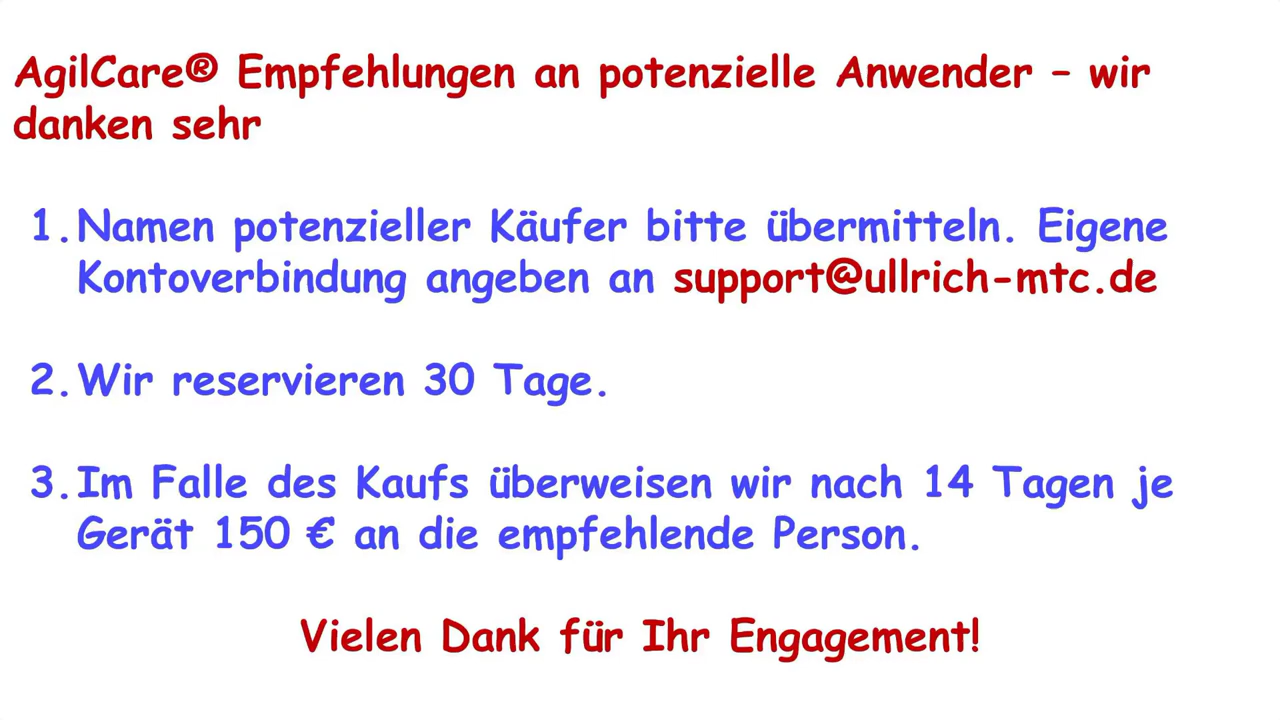 AgilCare® Empfehlungen an potenzielle Anwender – wir
danken sehr
1. Namen potenzieller Käufer bitte übermitteln. Eigene
Kontoverbindung angeben an support@ullrich-mtc.de
2. Wir reservieren 30 Tage.
3. Im Falle des Kaufs überweisen wir nach 14 Tagen je
Gerät 150 € an die empfehlende Person.
Vielen Dank für Ihr Engagement!